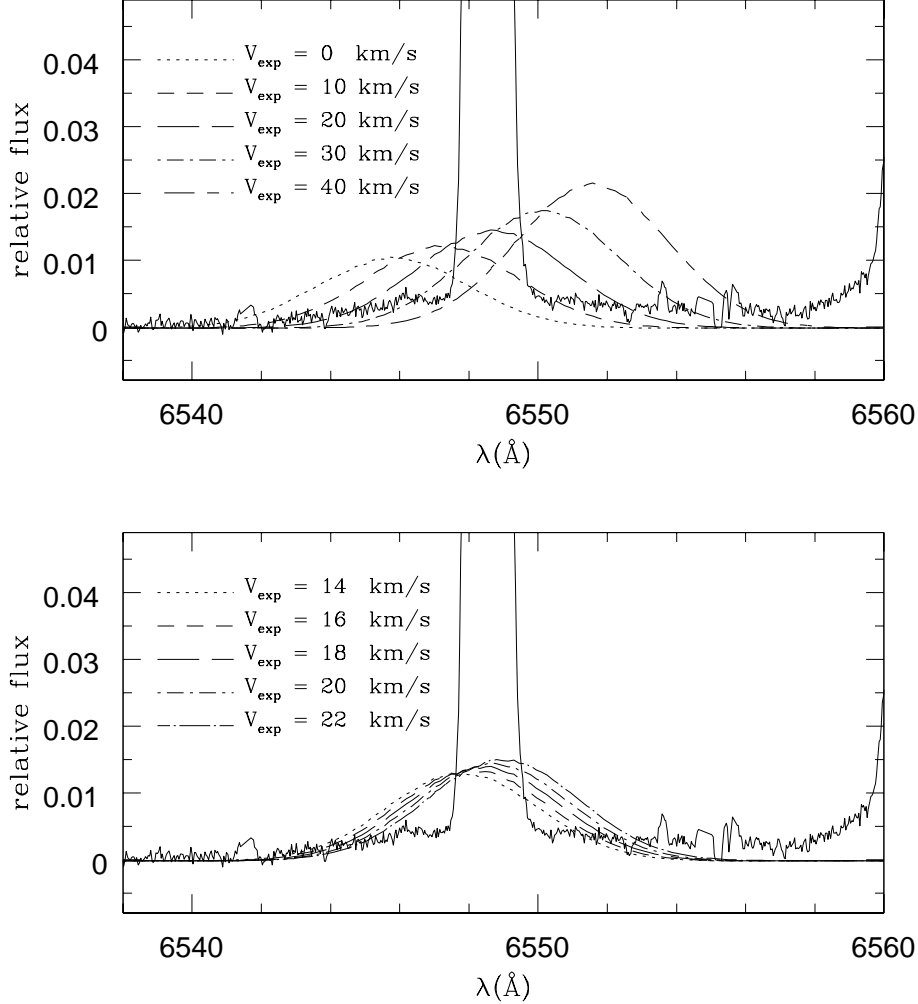 0.04
0.03
0.02
0.01
0
relative flux
V_exp = 0 km/s
V_exp = 10 km/s
V_exp = 20 km/s
V_exp = 30 km/s
V_exp = 40 km/s
6540 6550 6560
λ(Å)
0.04
0.03
0.02
0.01
0
relative flux
V_exp = 14 km/s
V_exp = 16 km/s
V_exp = 18 km/s
V_exp = 20 km/s
V_exp = 22 km/s
6540 6550 6560
λ(Å)